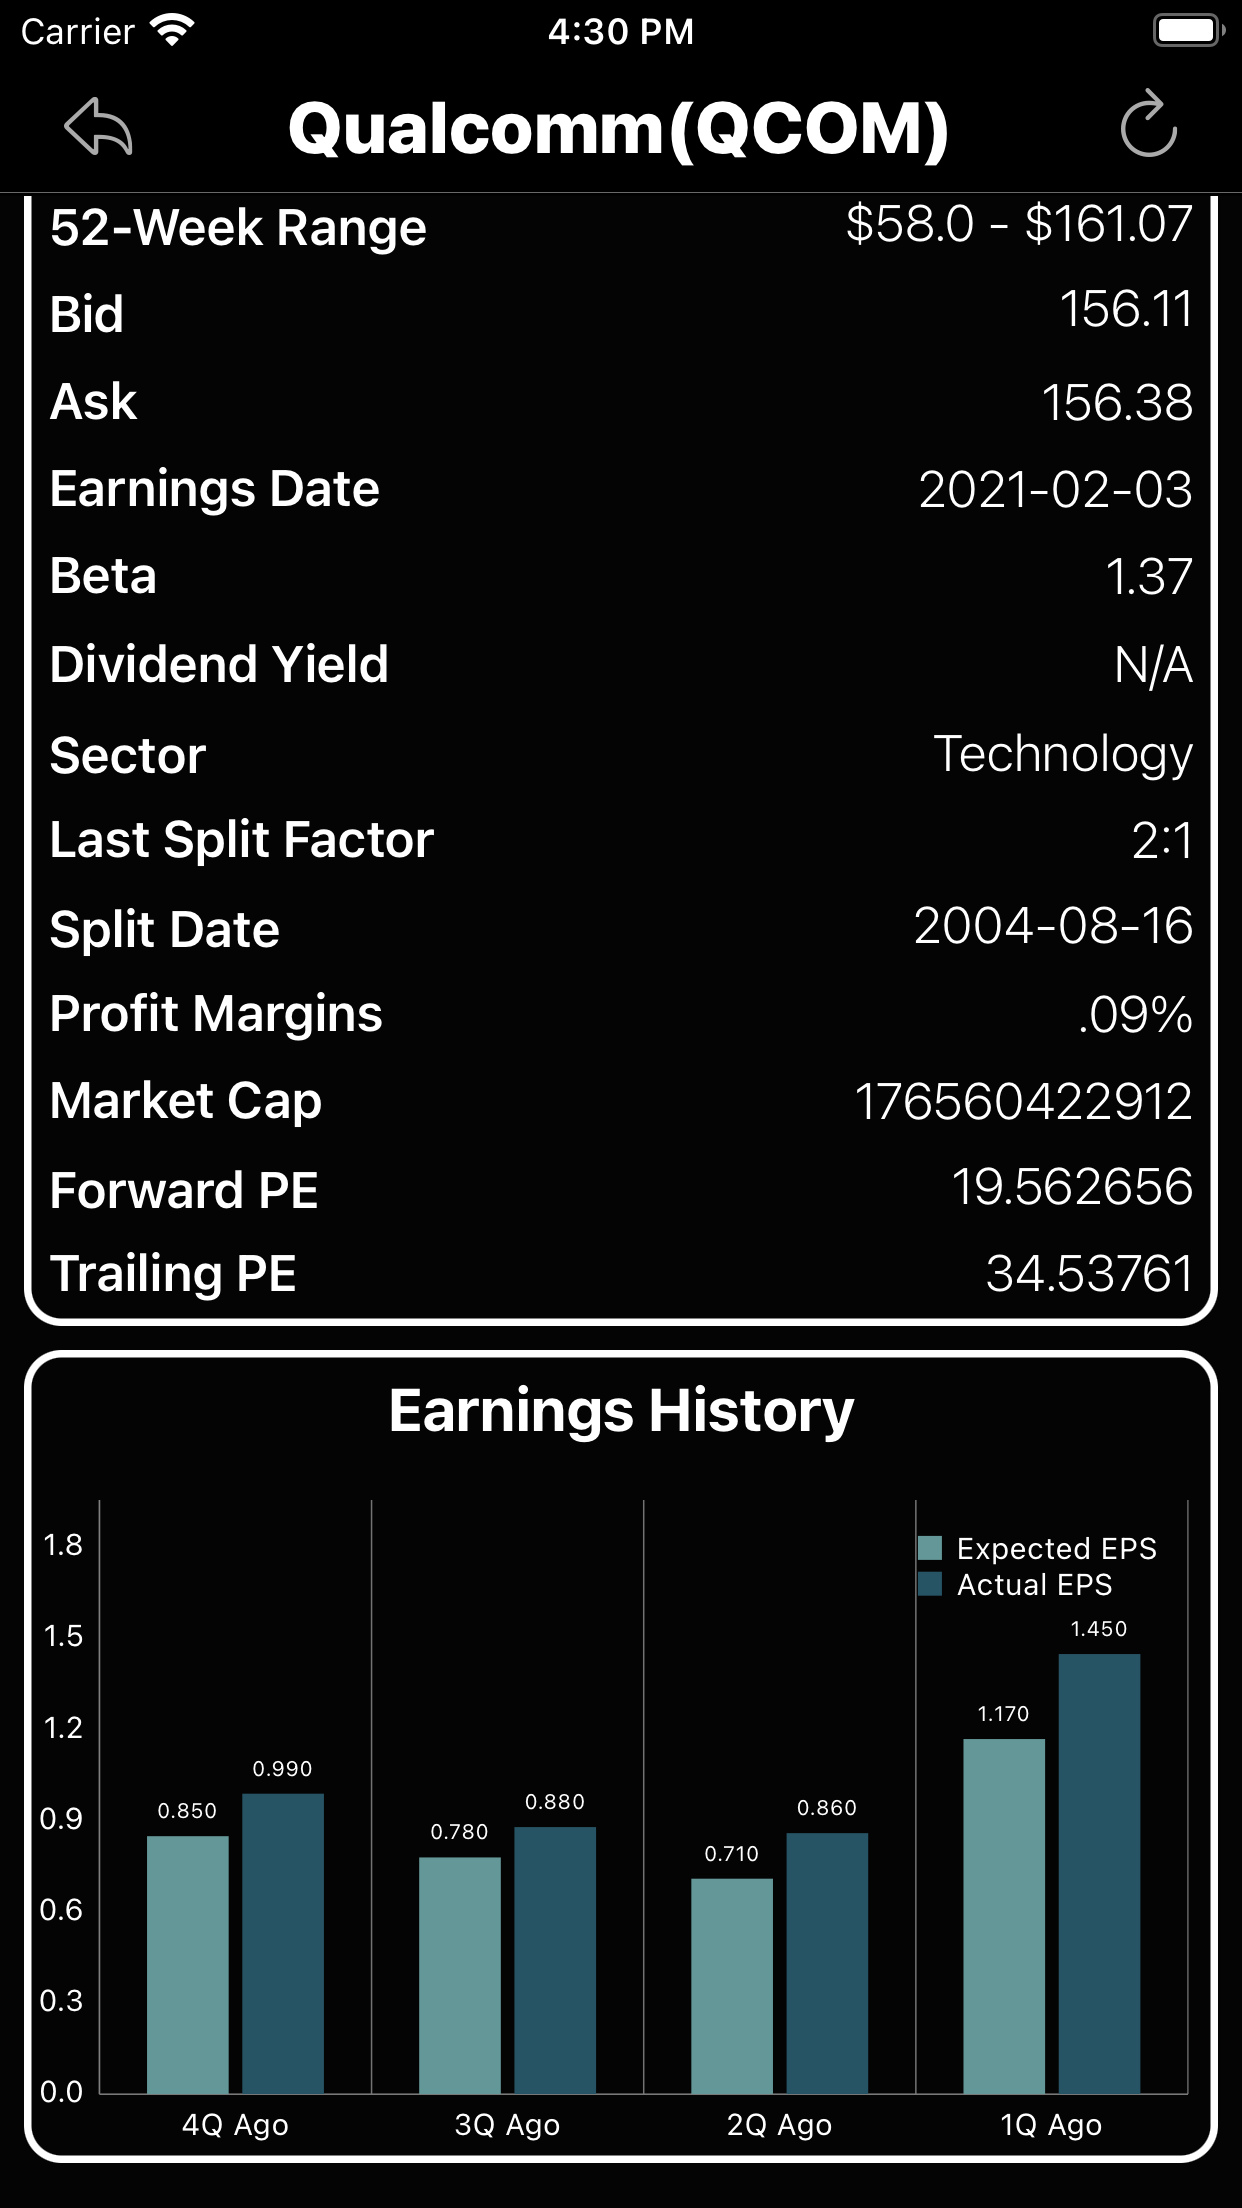 Carrier 4:30 PM
Qualcomm(QCOM)
52-Week Range $58.0 - $161.07
Bid 156.11
Ask 156.38
Earnings Date 2021-02-03
Beta 1.37
Dividend Yield N/A
Sector Technology
Last Split Factor 2:1
Split Date 2004-08-16
Profit Margins .09%
Market Cap 176560422912
Forward PE 19.562656
Trailing PE 34.53761
Earnings History
1.8
Expected EPS
Actual EPS
1.5
1.450
1.2
1.170
0.9
0.850
0.990
0.780
0.880
0.710
0.860
0.6
0.3
0.0
4Q Ago 3Q Ago 2Q Ago 1Q Ago